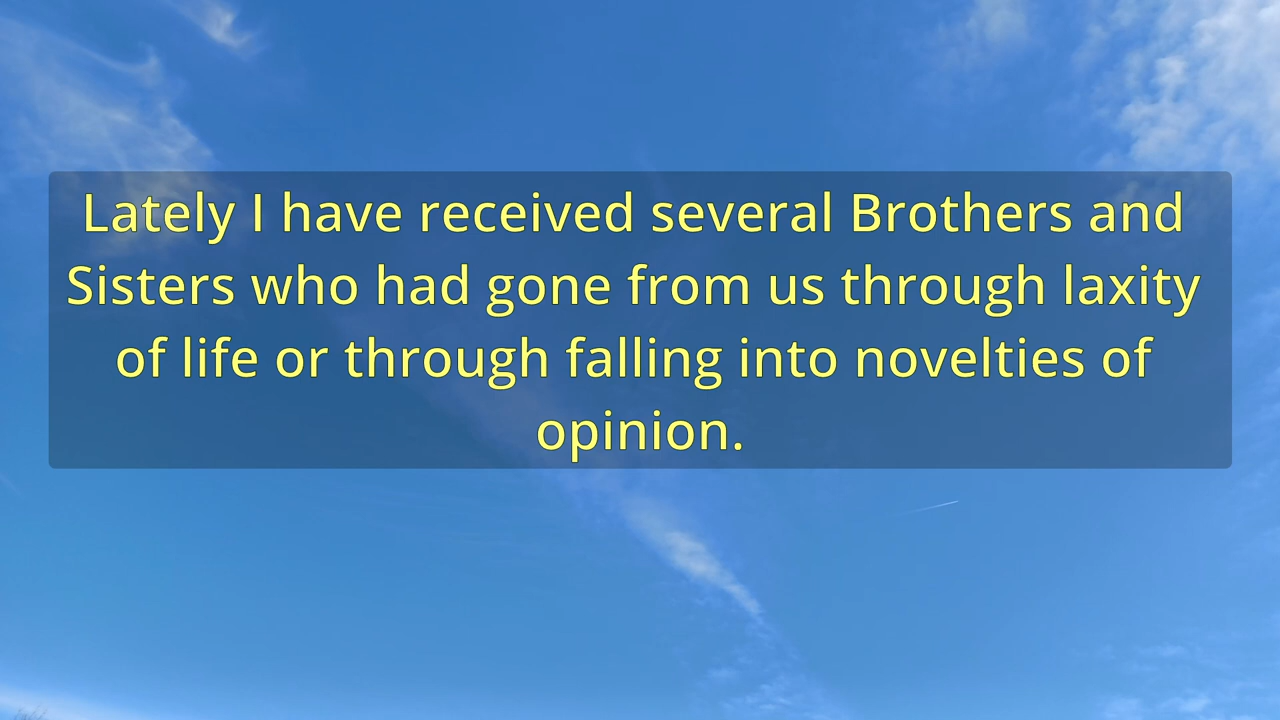 Lately I have received several Brothers and
Sisters who had gone from us through laxity
of life or through falling into novelties of
opinion.